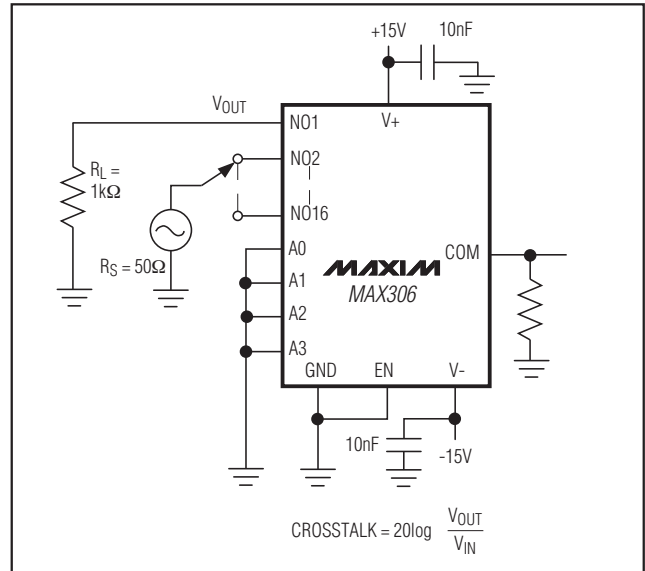 +15V
10nF
VOUT
NO1
V+
NO2
RL =
1kΩ
NO16
RS = 50Ω
A0
COM
MAXIM
MAX306
A1
A2
A3
GND
EN
V-
10nF
-15V
CROSSTALK = 20log VOUT
VIN